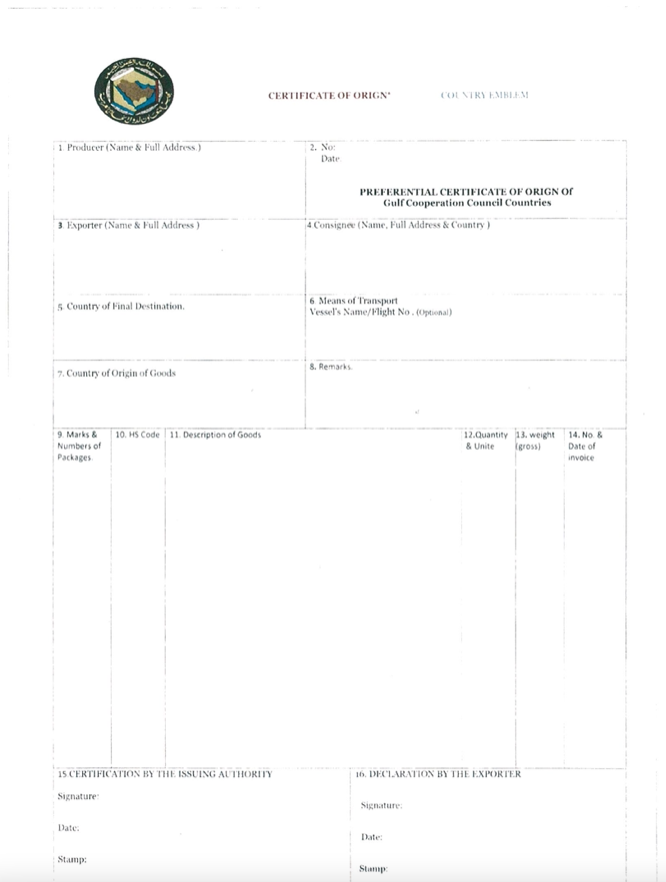 CERTIFICATE OF ORIGN*
COUNTRY EMBLEM
1 Producer (Name & Full Address )
2. No:
Date
PREFERENTIAL CERTIFICATE OF ORIGN Of
Gulf Cooperation Council Countries
3. Exporter (Name & Full Address )
4 Consignee (Name, Full Address & Country )
5. Country of Final Destination.
6. Means of Transport
Vessel's Name/Flight No . (Optional)
7. Country of Origin of Goods
8. Remarks.
9. Marks &
Numbers of
Packages
10. HS Code
11. Description of Goods
12.Quantity
& Unite
13. weight
(gross)
14. No. &
Date of
invoice
15 CERTIFICATION BY THE ISSUING AUTHORITY
Signature:
Date:
Stamp:
16. DECLARATION BY THE EXPORTER
Signature:
Date:
Stamp: